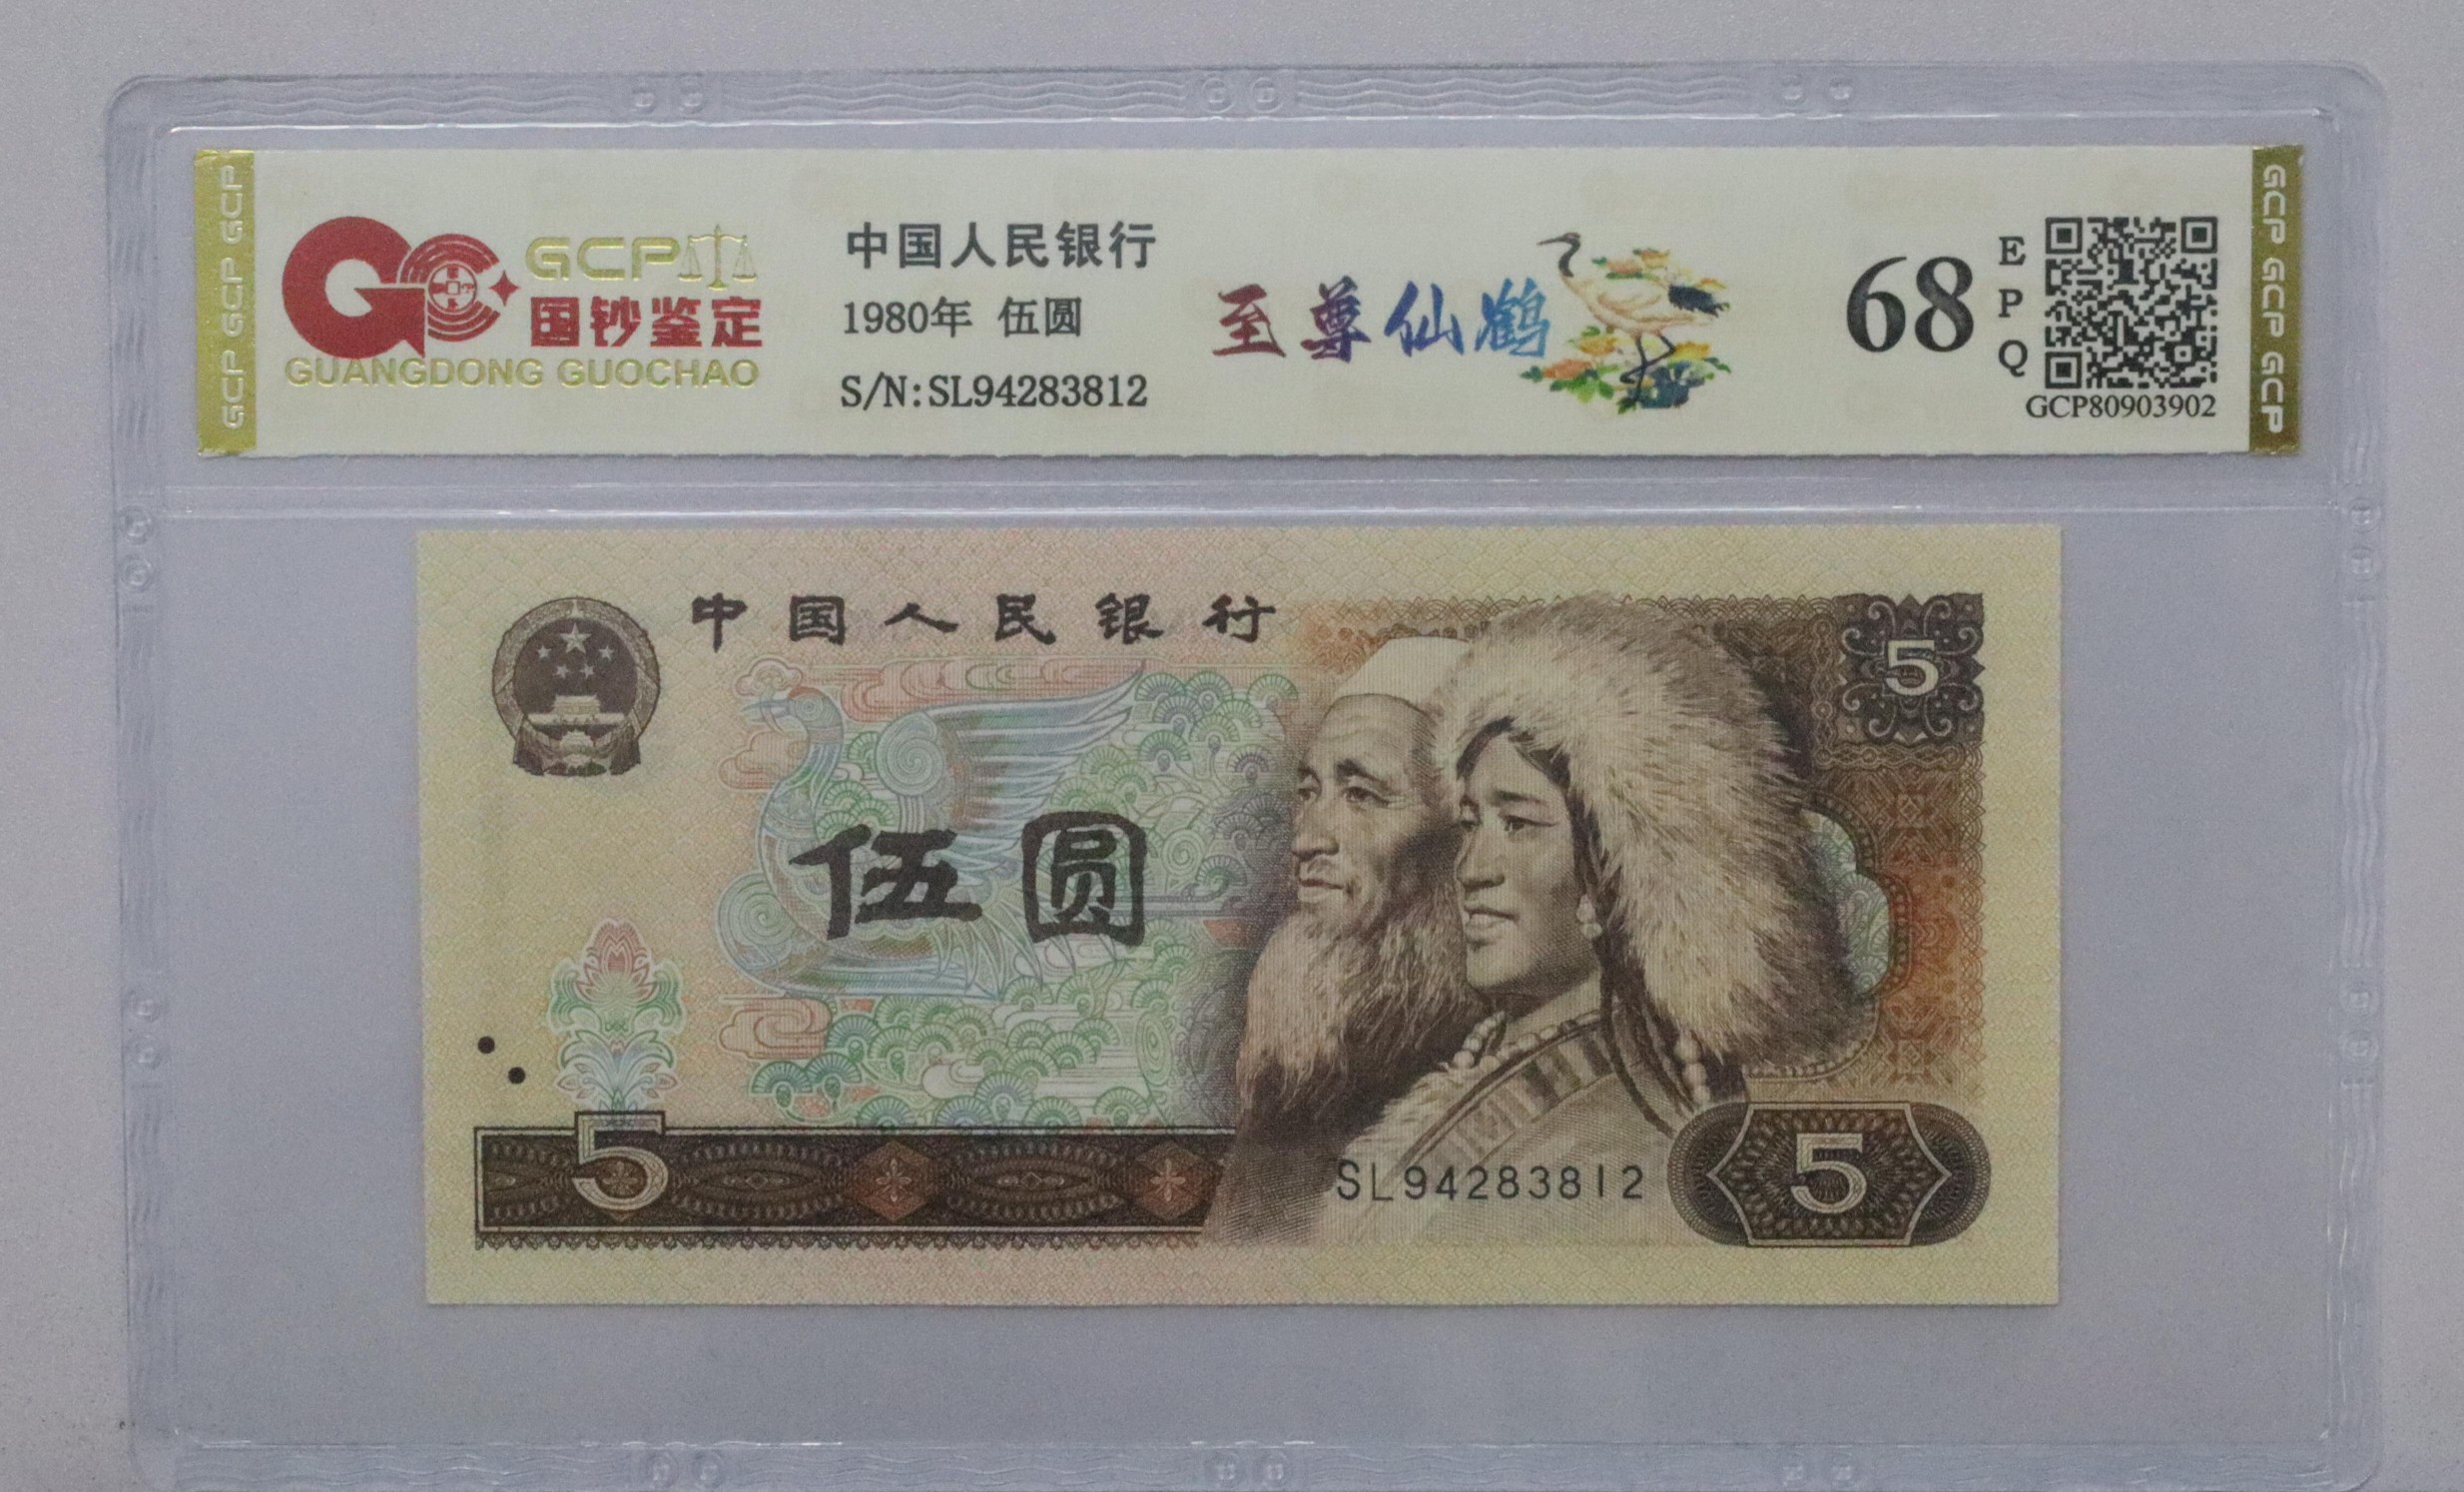 GCP GCP GCP
GCP
国钞鉴定
GUANGDONG GUOCHAO
中国人民银行
1980年 伍圆
S/N:SL94283812
至尊仙鹤
68
E
P
Q
GCP80903902
GCP GCP GCP
中国人民银行
5
伍圆
5
SL94283812
5